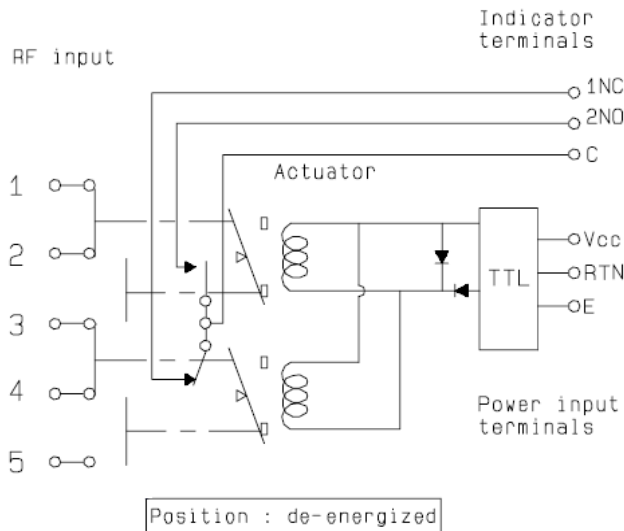 Indicator
terminals
RF input
1NC
2NO
C
Actuator
1
2
3
4
5
TTL
Vcc
RTN
E
Power input
terminals
Position : de-energized